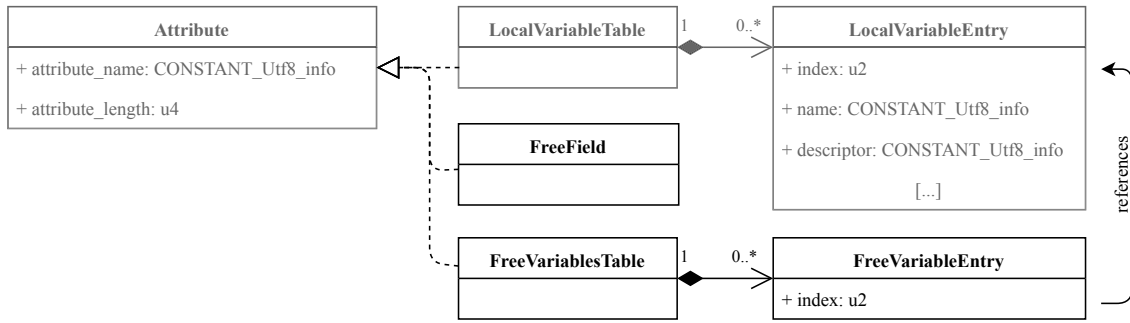 Attribute
+ attribute_name: CONSTANT_Utf8_info
+ attribute_length: u4
LocalVariableTable
1
0..*
LocalVariableEntry
+ index: u2
+ name: CONSTANT_Utf8_info
+ descriptor: CONSTANT_Utf8_info
[...]
references
FreeField
FreeVariablesTable
1
0..*
FreeVariableEntry
+ index: u2